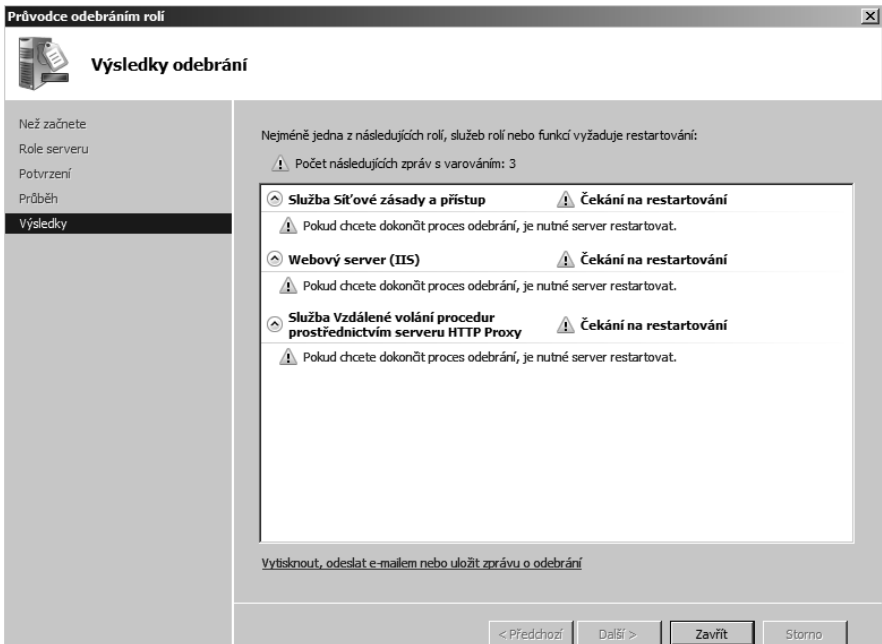 Průvodce odebráním rolí
Výsledky odebrání
Než začnete
Role serveru
Potvrzení
Průběh
Výsledky
Nejméně jedna z následujících rolí, služeb rolí nebo funkcí vyžaduje restartování:
Počet následujících zpráv s varováním: 3
Služba Síťové zásady a přístup
Čekání na restartování
Pokud chcete dokončit proces odebrání, je nutné server restartovat.
Webový server (IIS)
Čekání na restartování
Pokud chcete dokončit proces odebrání, je nutné server restartovat.
Služba Vzdálené volání procedur
prostřednictvím serveru HTTP Proxy
Čekání na restartování
Pokud chcete dokončit proces odebrání, je nutné server restartovat.
Vytisknout, odeslat e-mailem nebo uložit zprávu o odebrání
< Předchozí
Další >
Zavřít
Storno